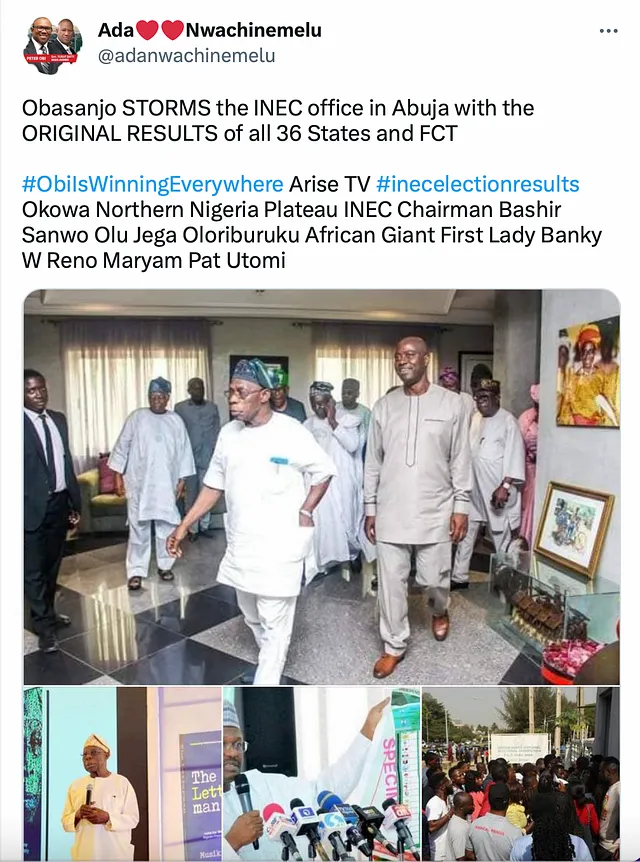 Ada❤️❤️Nwachinemelu
@adanwachinemelu
Obasanjo STORMS the INEC office in Abuja with the
ORIGINAL RESULTS of all 36 States and FCT
#ObiIsWinningEverywhere Arise TV #inecelectionresults
Okowa Northern Nigeria Plateau INEC Chairman Bashir
Sanwo Olu Jega Oloriburuku African Giant First Lady Banky
W Reno Maryam Pat Utomi
PETER OBI
The
Lett
man
Muzik
SPECI